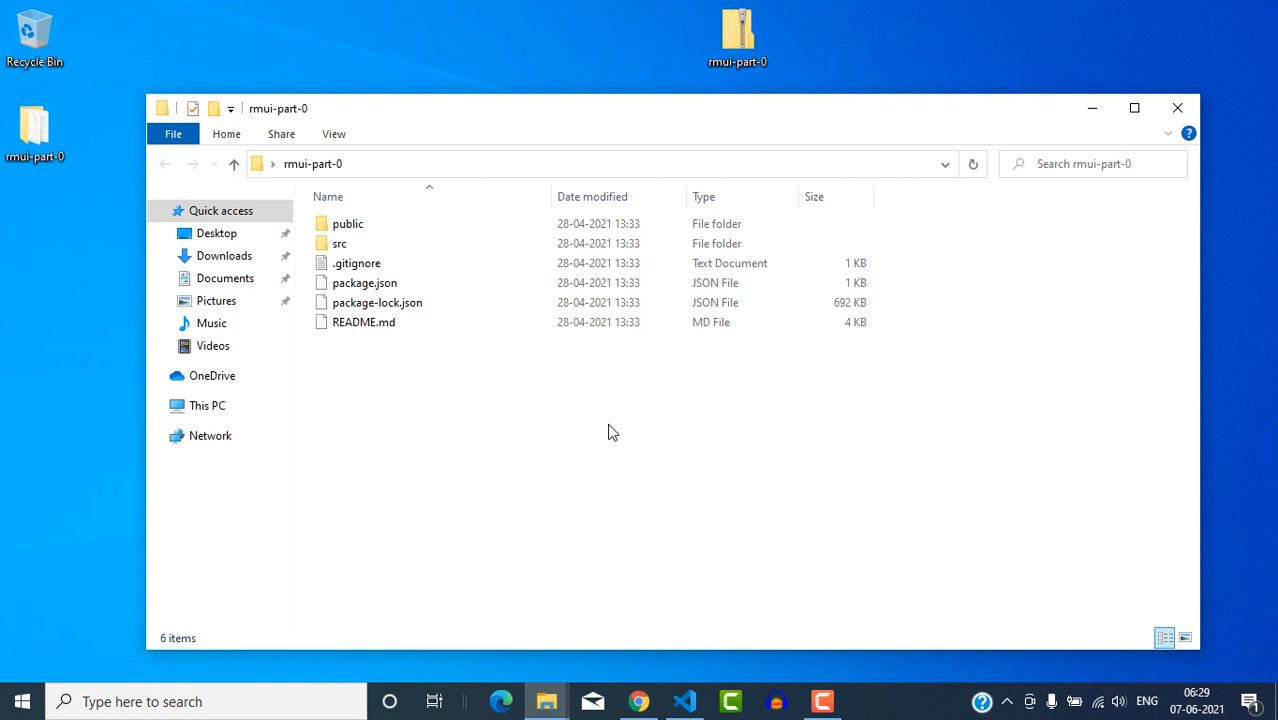 Recycle Bin
rmui-part-0
rmui-part-0
rmui-part-0
File Home Share View
rmui-part-0
Search rmui-part-0
Name Date modified Type Size
Quick access
Desktop
Downloads
Documents
Pictures
Music
Videos
OneDrive
This PC
Network
public 28-04-2021 13:33 File folder
src 28-04-2021 13:33 File folder
.gitignore 28-04-2021 13:33 Text Document 1 KB
package.json 28-04-2021 13:33 JSON File 1 KB
package-lock.json 28-04-2021 13:33 JSON File 692 KB
README.md 28-04-2021 13:33 MD File 4 KB
6 items
Type here to search
ENG
06:29
07-06-2021
1